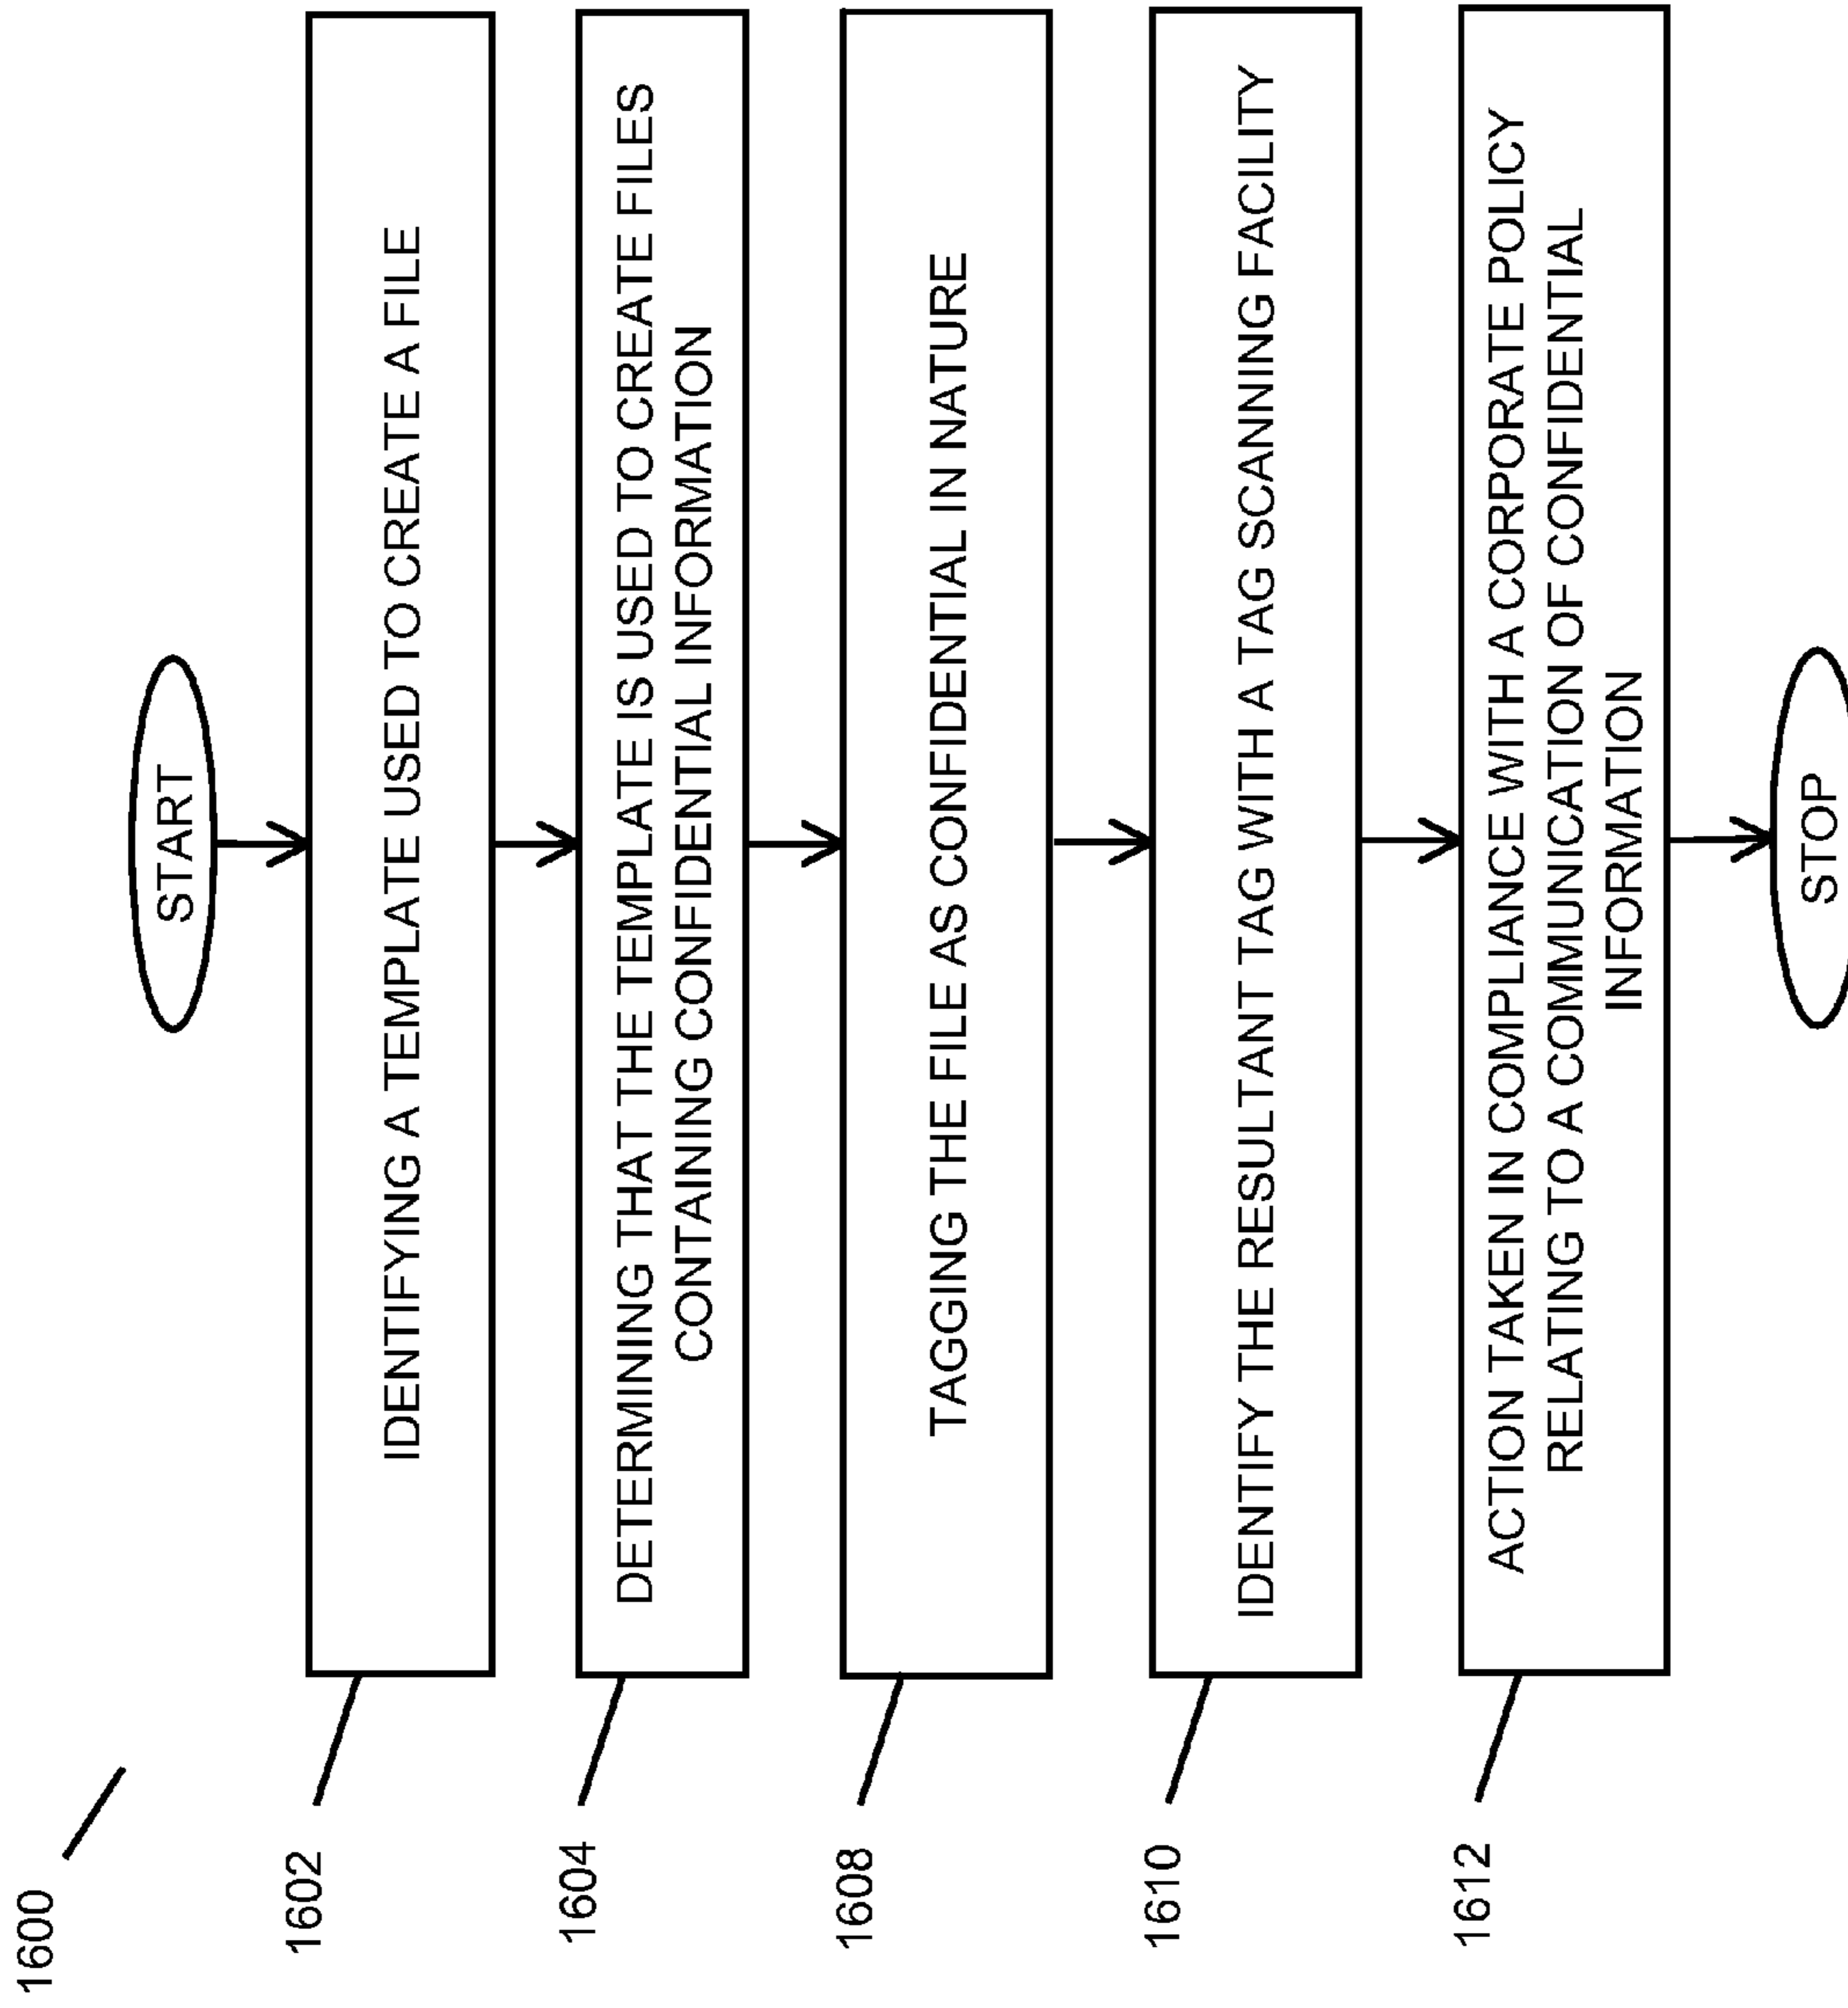 1600
START
1602
IDENTIFYING A TEMPLATE USED TO CREATE A FILE
1604
DETERMINING THAT THE TEMPLATE IS USED TO CREATE FILES
CONTAINING CONFIDENTIAL INFORMATION
1608
TAGGING THE FILE AS CONFIDENTIAL IN NATURE
1610
IDENTIFY THE RESULTANT TAG WITH A TAG SCANNING FACILITY
1612
ACTION TAKEN IN COMPLIANCE WITH A CORPORATE POLICY
RELATING TO A COMMUNICATION OF CONFIDENTIAL
INFORMATION
STOP